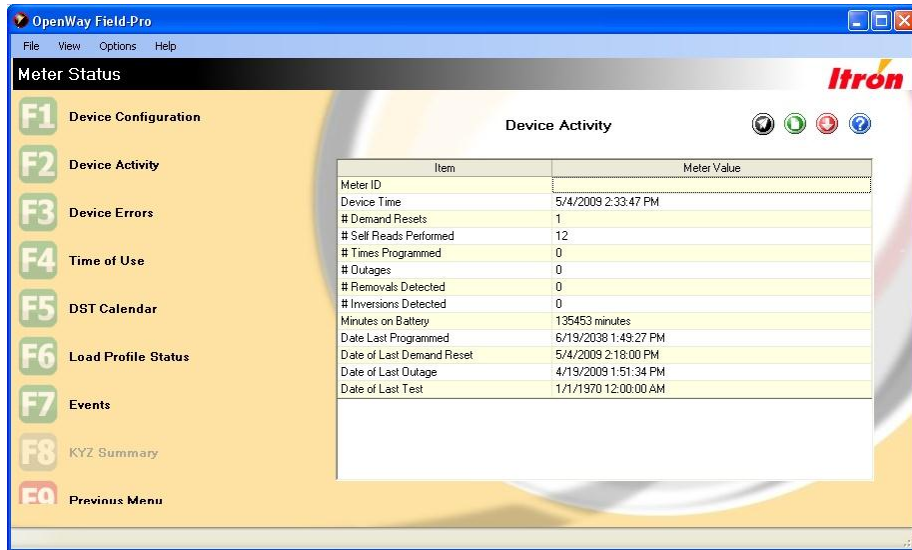 OpenWay Field-Pro
File View Options Help
Meter Status
Itrón
F1 Device Configuration
F2 Device Activity
F3 Device Errors
F4 Time of Use
F5 DST Calendar
F6 Load Profile Status
F7 Events
F8 KYZ Summary
F9 Previous Menu
Device Activity
Item Meter Value
Meter ID
Device Time 5/4/2009 2:33:47 PM
# Demand Resets 1
# Self Reads Performed 12
# Times Programmed 0
# Outages 0
# Removals Detected 0
# Inversions Detected 0
Minutes on Battery 135453 minutes
Date Last Programmed 6/19/2038 1:49:27 PM
Date of Last Demand Reset 5/4/2009 2:18:00 PM
Date of Last Outage 4/19/2009 1:51:34 PM
Date of Last Test 1/1/1970 12:00:00 AM